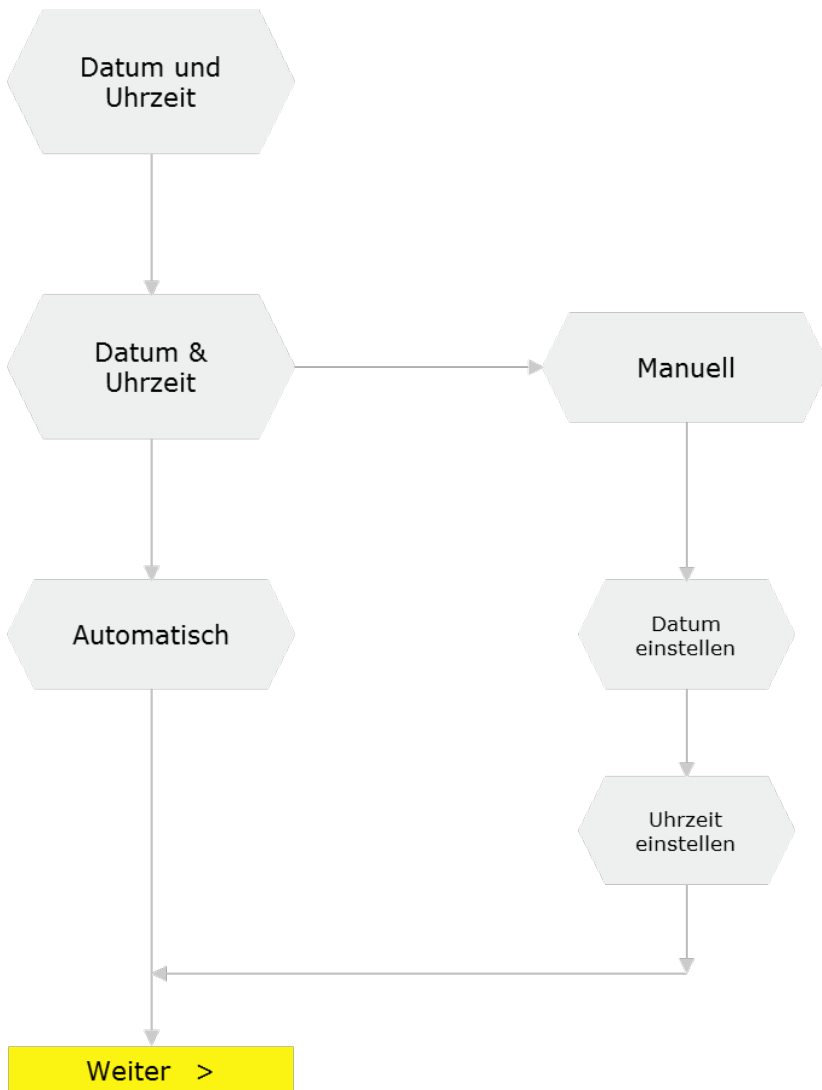 Datum und
Uhrzeit
Datum &
Uhrzeit
Manuell
Automatisch
Datum
einstellen
Uhrzeit
einstellen
Weiter >